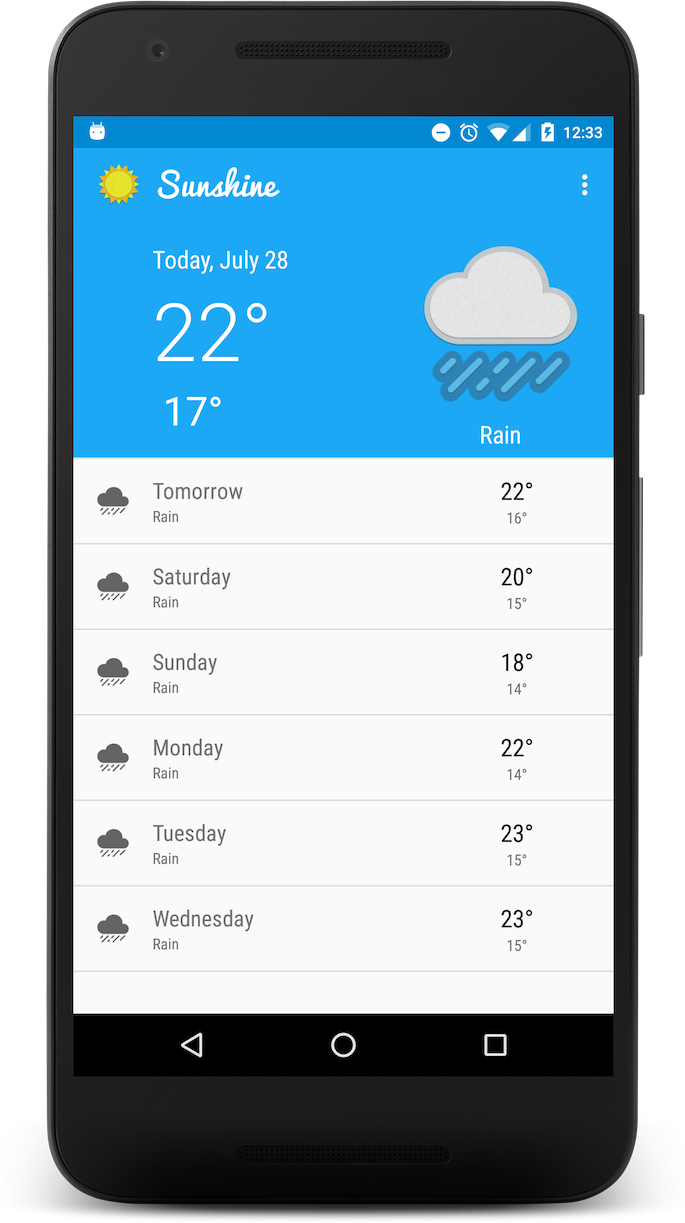 12:33
Sunshine
Today, July 28
22°
17°
Rain
Tomorrow 22°
Rain 16°
Saturday 20°
Rain 15°
Sunday 18°
Rain 14°
Monday 22°
Rain 14°
Tuesday 23°
Rain 15°
Wednesday 23°
Rain 15°